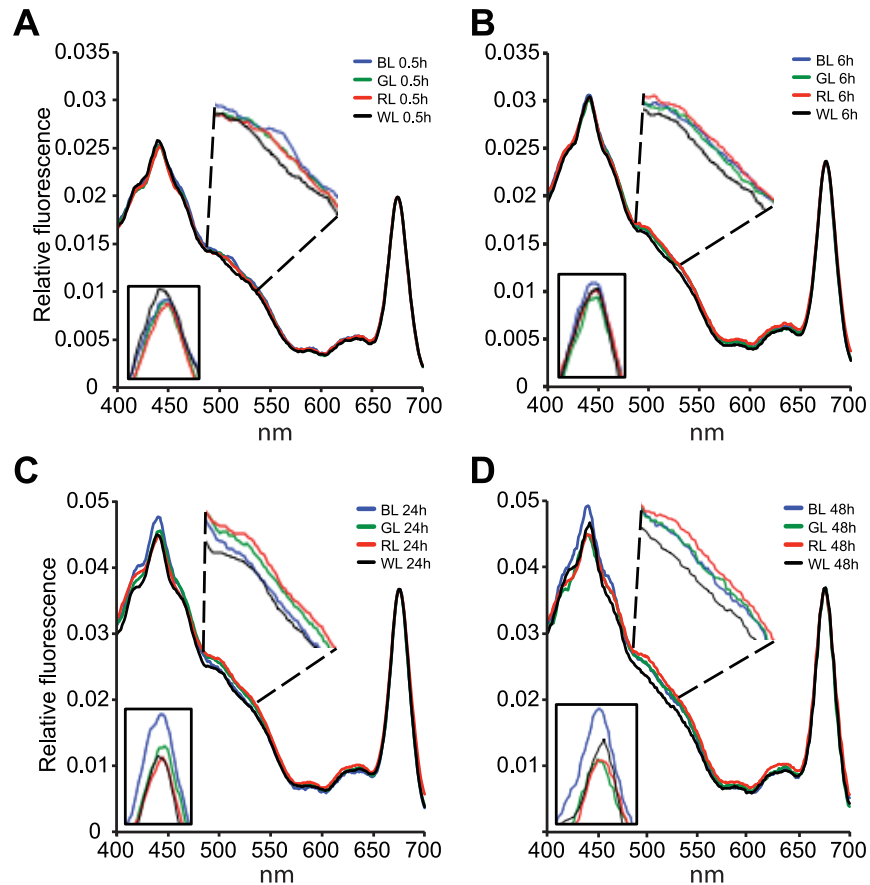 A
0.035
0.03
0.025
0.02
0.015
0.01
0.005
0
Relative fluorescence
BL 0.5h
GL 0.5h
RL 0.5h
WL 0.5h
400 450 500 550 600 650 700
nm
B
0.035
0.03
0.025
0.02
0.015
0.01
0.005
0
BL 6h
GL 6h
RL 6h
WL 6h
400 450 500 550 600 650 700
nm
C
0.05
0.04
0.03
0.02
0.01
0
Relative fluorescence
BL 24h
GL 24h
RL 24h
WL 24h
400 450 500 550 600 650 700
nm
D
0.05
0.04
0.03
0.02
0.01
0
BL 48h
GL 48h
RL 48h
WL 48h
400 450 500 550 600 650 700
nm